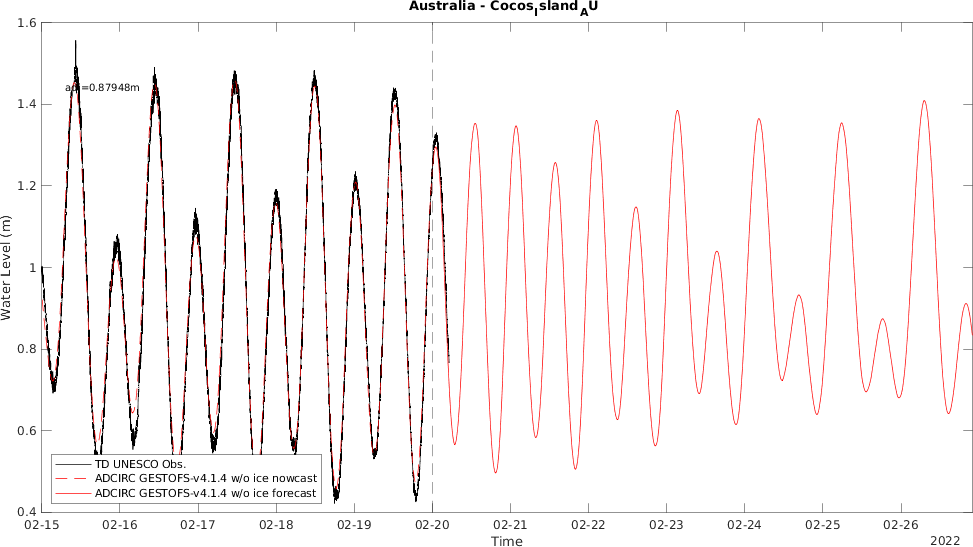 Australia - Cocos_Island_AU
1.6
1.4
1.2
1
0.8
0.6
0.4
Water Level (m)
=0.87948m
TD UNESCO Obs.
ADCIRC GESTOFS-v4.1.4 w/o ice nowcast
ADCIRC GESTOFS-v4.1.4 w/o ice forecast
02-15 02-16 02-17 02-18 02-19 02-20 02-21 02-22 02-23 02-24 02-25 02-26
Time
2022